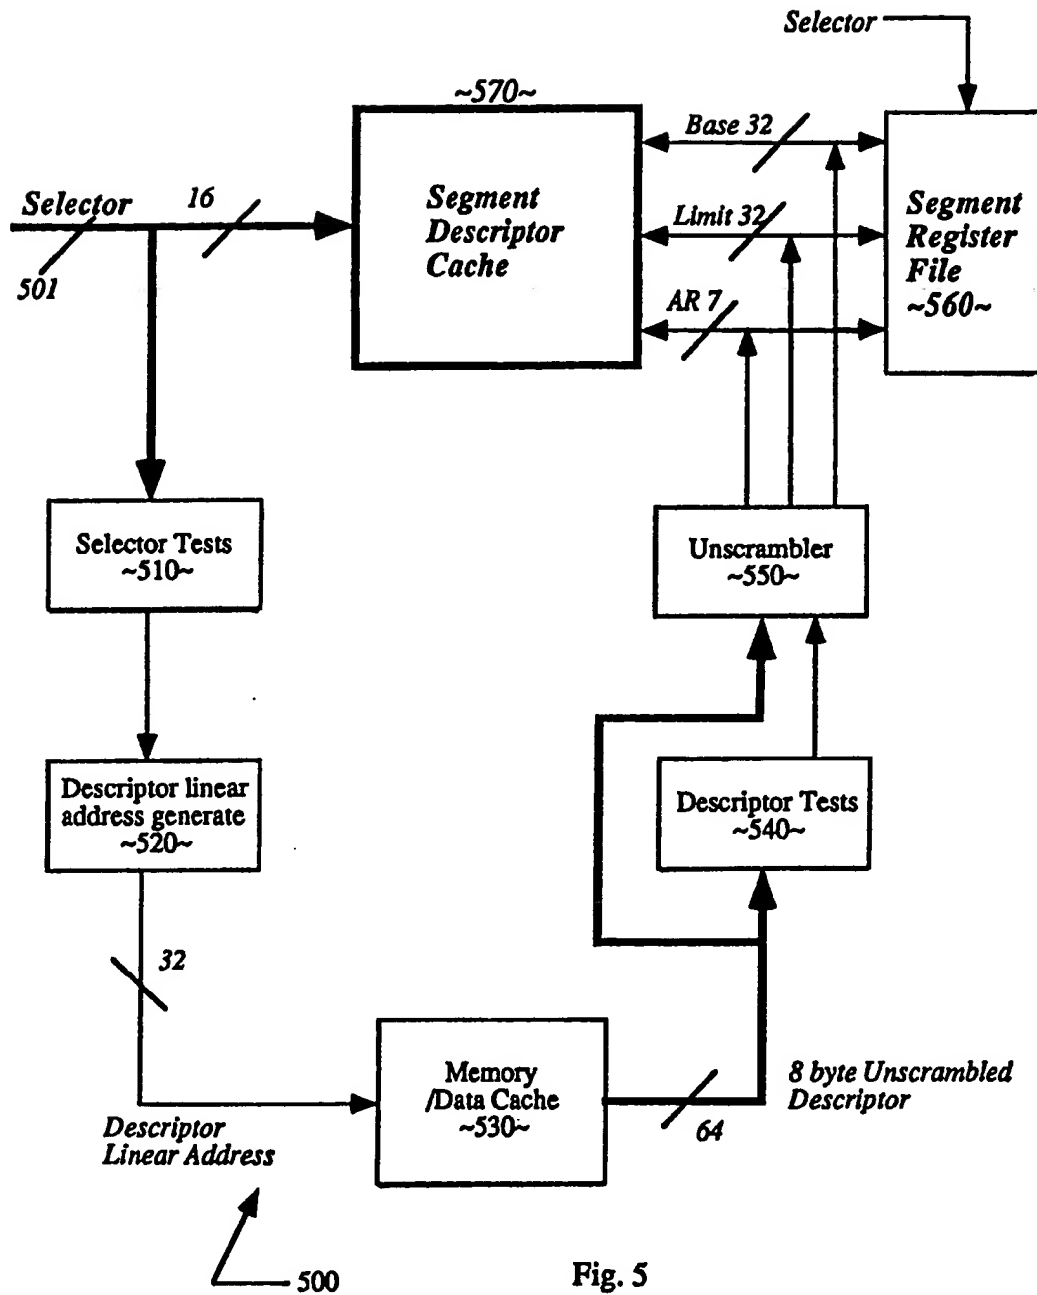 Selector
~570~
Base 32
Selector
16
Segment
Descriptor
Cache
Limit 32
Segment
Register
File
~560~
501
AR 7
Selector Tests
~510~
Unscrambler
~550~
Descriptor linear
address generate
~520~
Descriptor Tests
~540~
32
Memory
/Data Cache
~530~
8 byte Unscrambled
Descriptor
64
Descriptor
Linear Address
500
Fig. 5